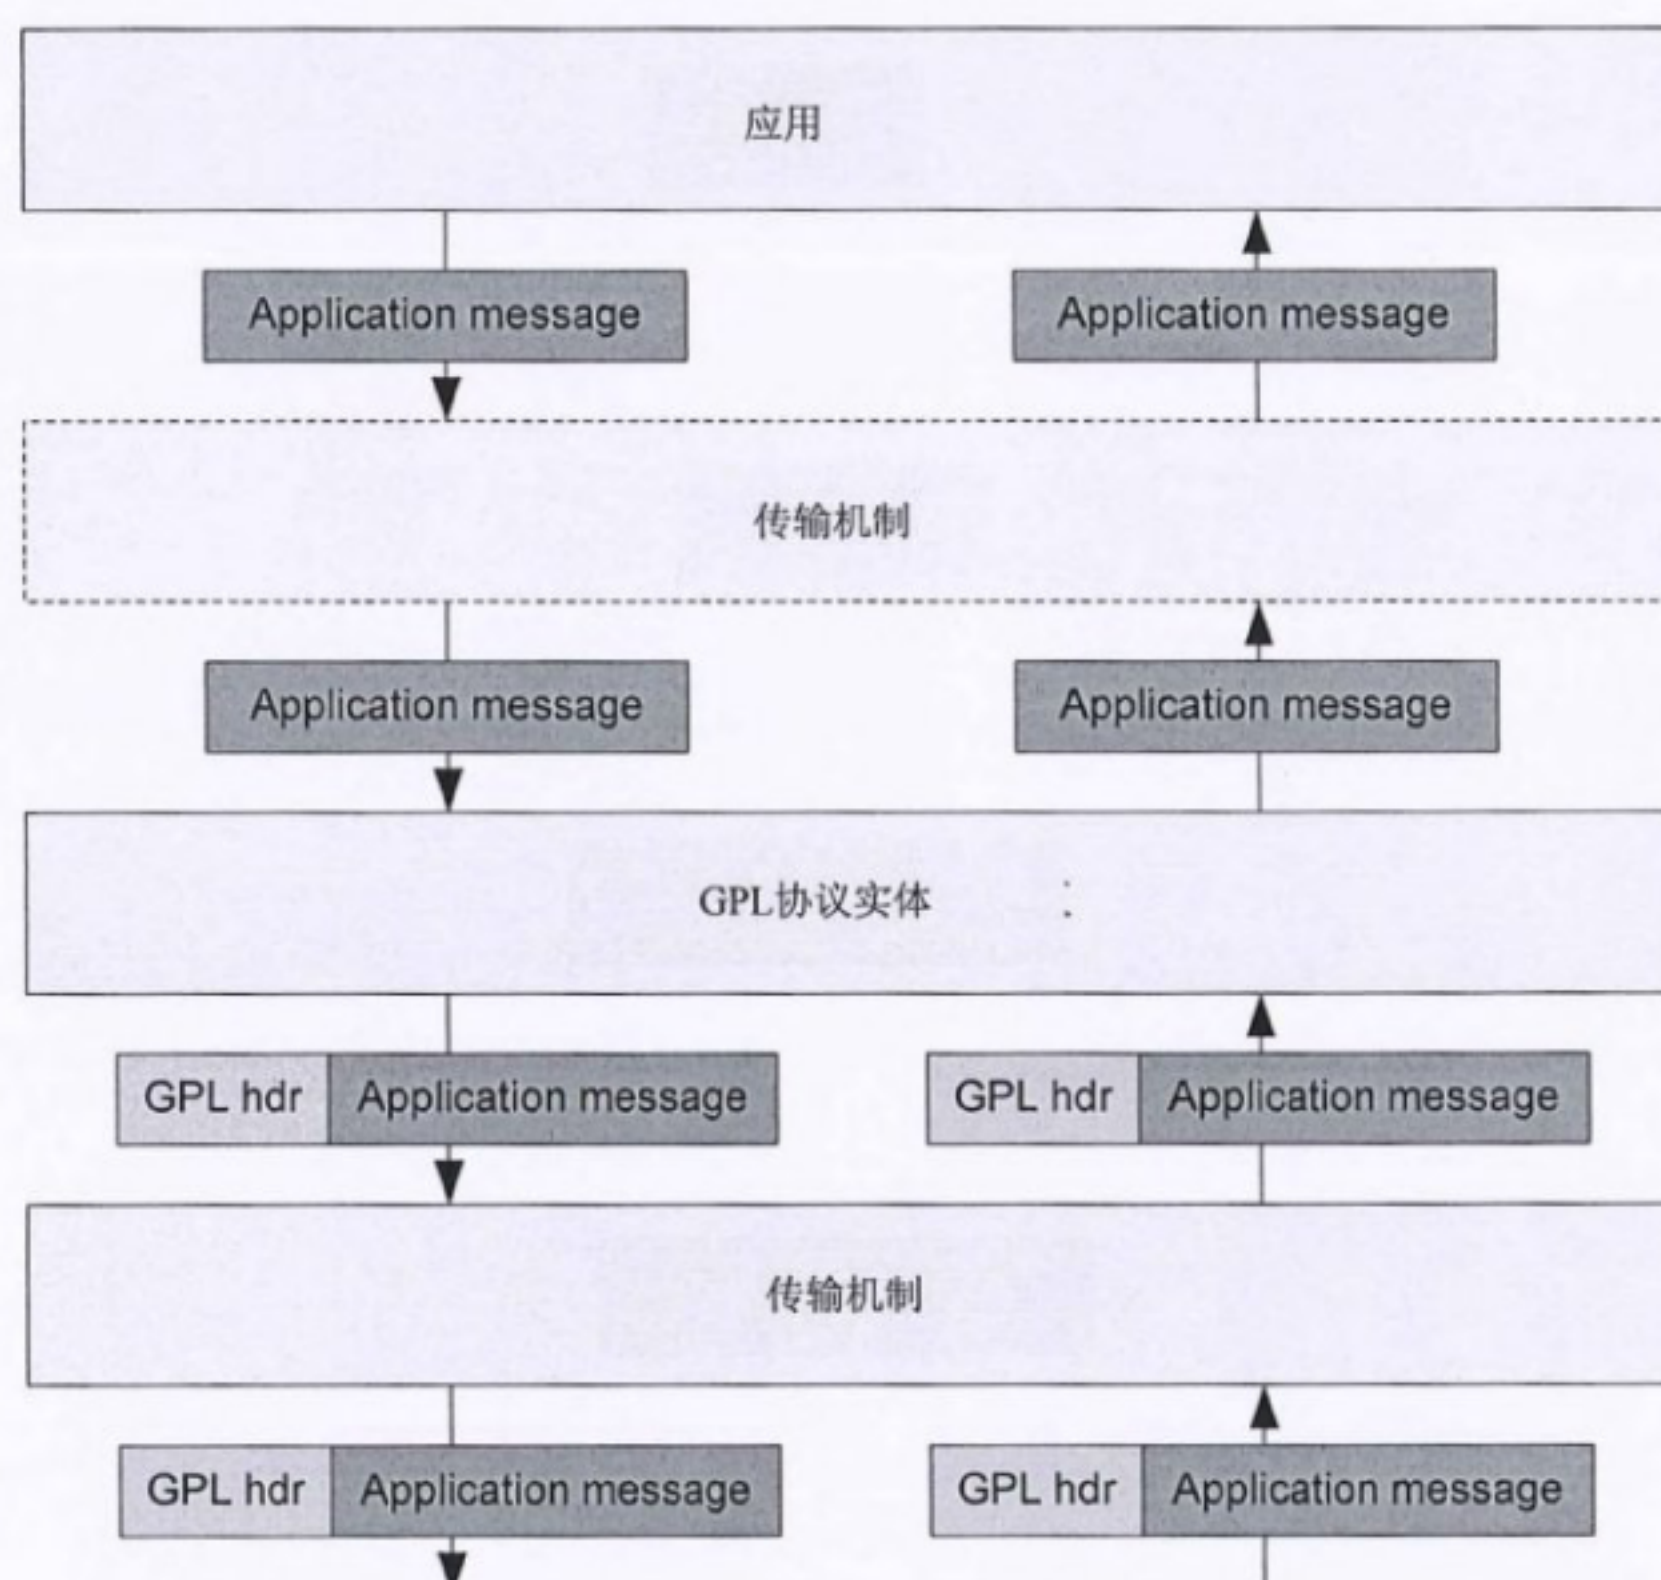 应用
Application message
Application message
传输机制
Application message
Application message
GPL协议实体
GPL hdr Application message
GPL hdr Application message
传输机制
GPL hdr Application message
GPL hdr Application message